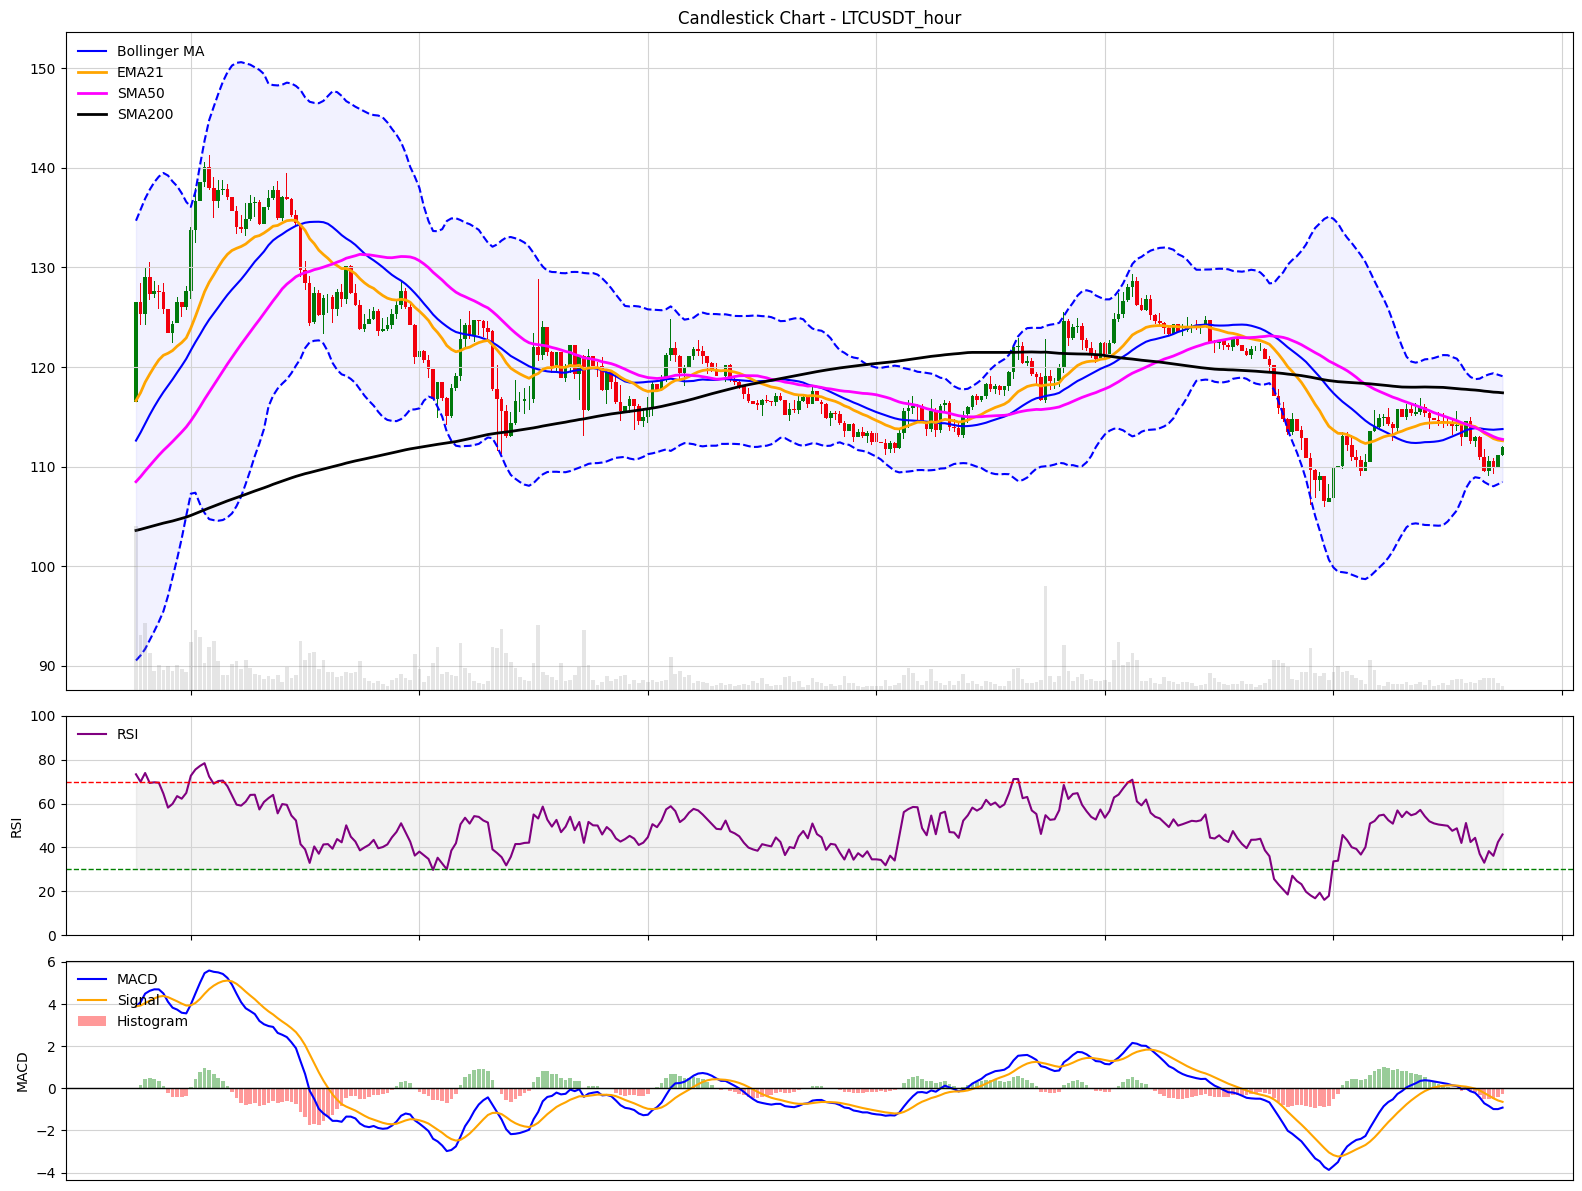 Candlestick Chart - LTCUSDT_hour
Bollinger MA
EMA21
SMA50
SMA200
150
140
130
120
110
100
90
RSI
100
80
60
40
20
0
RSI
MACD
Signal
Histogram
6
4
2
0
−2
−4
MACD